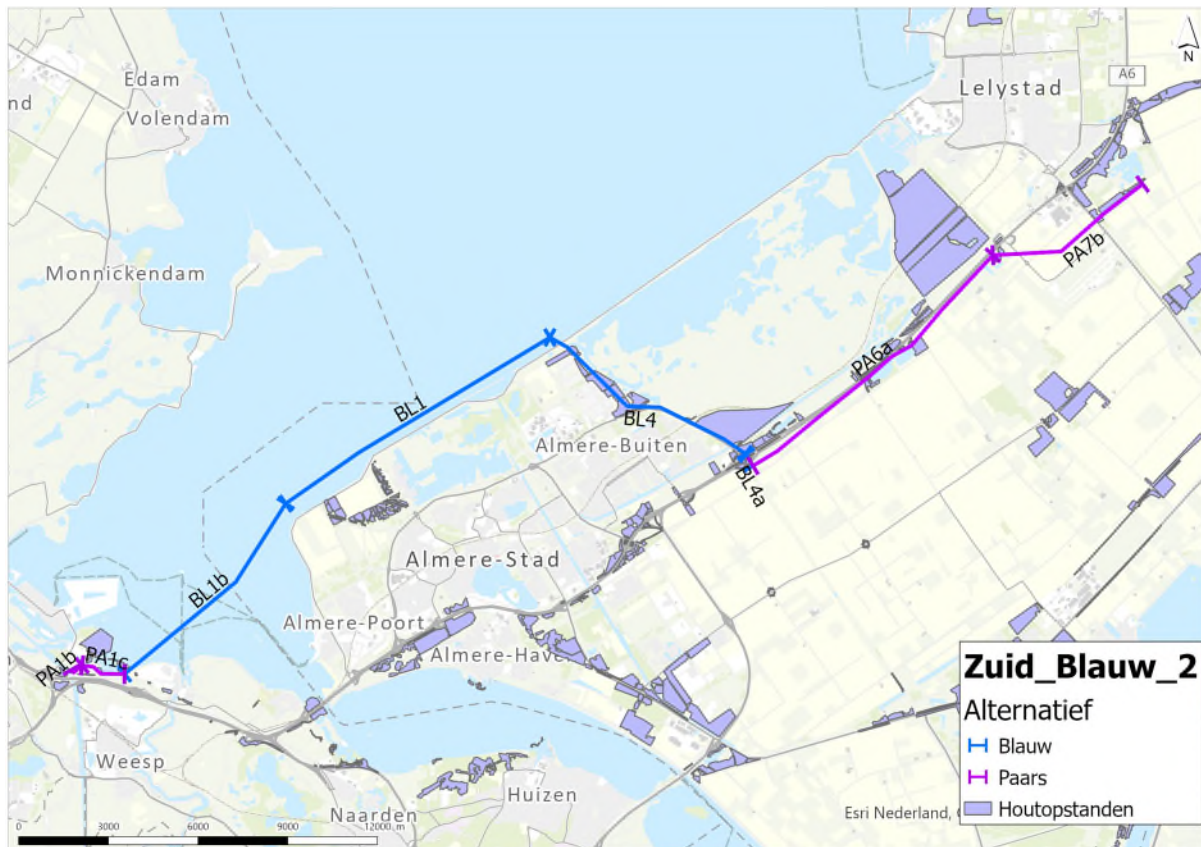 Edam
Volendam
nd
Lelystad
A6
N
Monnickendam
PA7b
PA6a
BL1
BL4
Almere-Buiten
BL4a
Almere-Stad
BL1b
Almere-Poort
Almere-Have
PA1b
PA1c
Weesp
Huizen
Naarden
Zuid_Blauw_2
Alternatief
Blauw
Paars
Houtopstanden
Esri Nederland, C
0 3000 6000 9000 12000 m